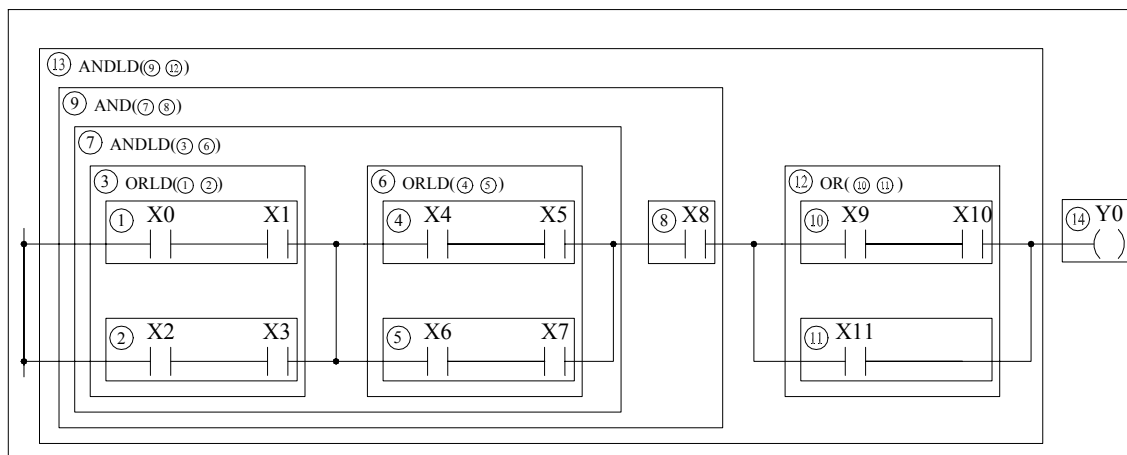 ⑬ ANDLD(⑨ ⑫)
⑨ AND(⑦ ⑧)
⑦ ANDLD(③ ⑥)
③ ORLD(① ②) ⑥ ORLD(④ ⑤) ⑫ OR(⑩ ⑪)
① X0 X1 ④ X4 X5 ⑧ X8 ⑩ X9 X10 ⑭ Y0
② X2 X3 ⑤ X6 X7 ⑪ X11